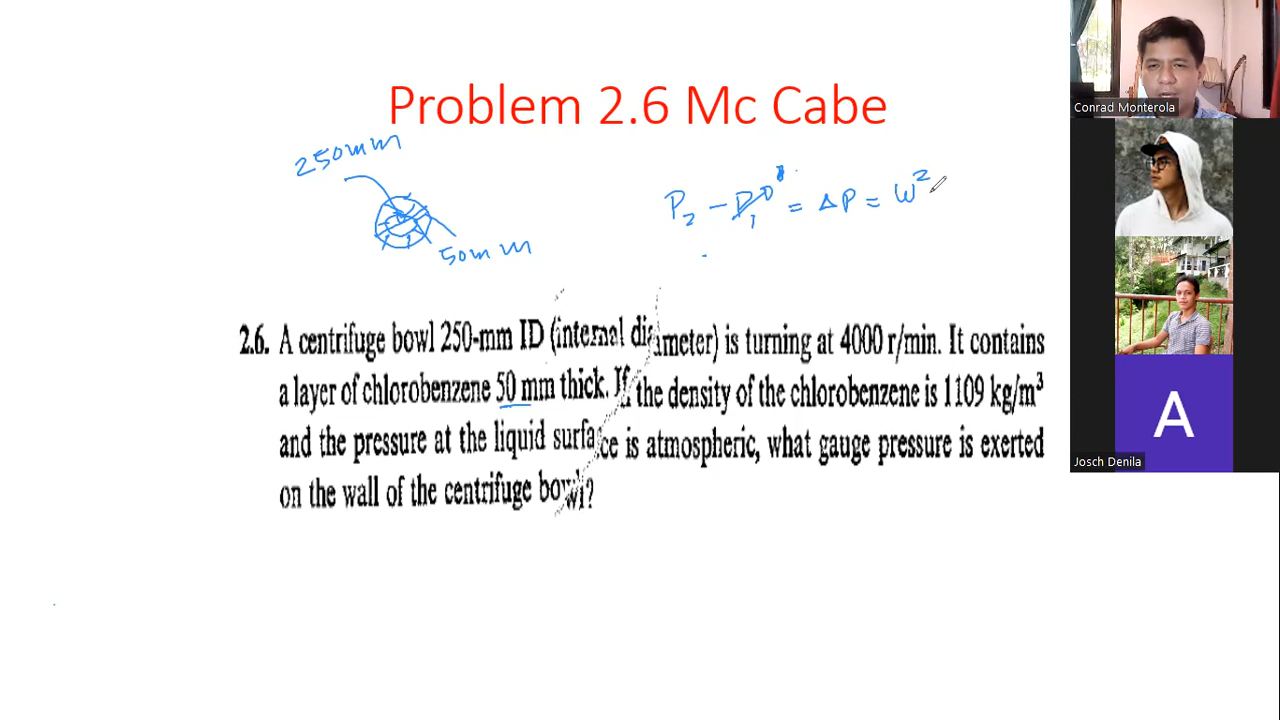 Problem 2.6 Mc Cabe
250mm
50mm
P₂ - P₁⁰ = ΔP = ω²
2.6. A centrifuge bowl 250-mm ID (internal diameter) is turning at 4000 r/min. It contains
a layer of chlorobenzene 50 mm thick. If the density of the chlorobenzene is 1109 kg/m³
and the pressure at the liquid surface is atmospheric, what gauge pressure is exerted
on the wall of the centrifuge bowl?
Conrad Monterola
A
Josch Denila